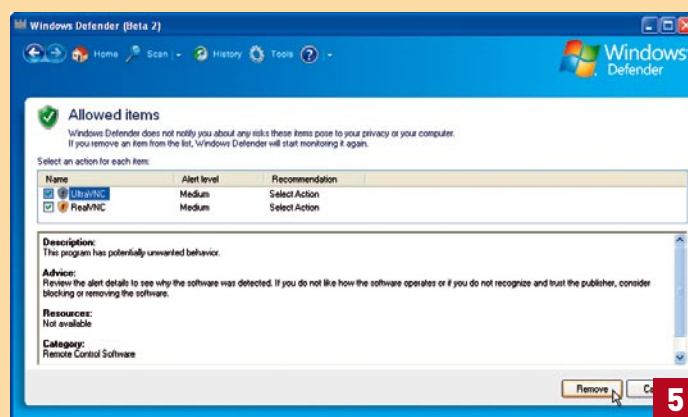 Windows Defender (Beta 2)
Home Scan History Tools
Windows
Defender
Allowed items
Windows Defender does not notify you about any risks these items pose to your privacy or your computer.
If you remove an item from the list, Windows Defender will start monitoring it again.
Select an action for each item:
Name Alert level Recommendation
UltraVNC Medium Select Action
RealVNC Medium Select Action
Description:
This program has potentially unwanted behavior.
Advice:
Review the alert details to see why the software was detected. If you do not like how the software operates or if you do not recognize and trust the publisher, consider
blocking or removing the software.
Resources:
Not available
Category:
Remote Control Software
Remove
5